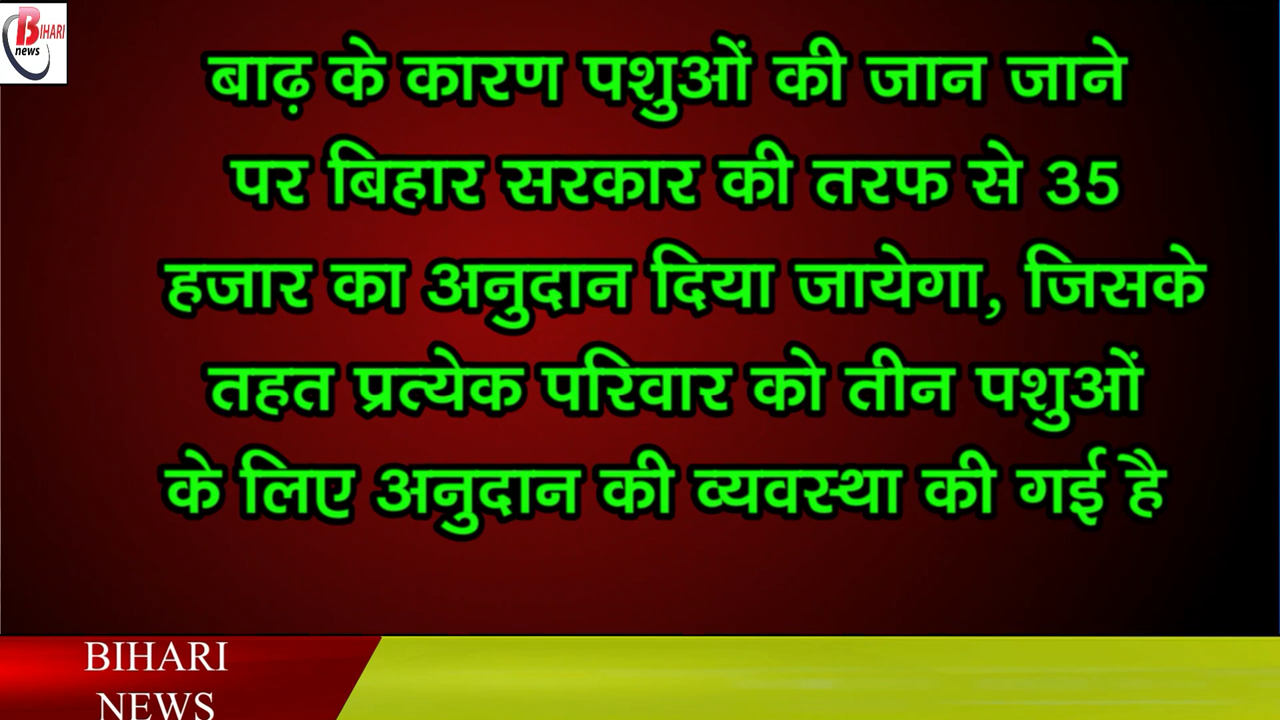 BIHARI
news
बाढ़ के कारण पशुओं की जान जाने
पर बिहार सरकार की तरफ से 35
हजार का अनुदान दिया जायेगा, जिसके
तहत प्रत्येक परिवार को तीन पशुओं
के लिए अनुदान की व्यवस्था की गई है
BIHARI
NEWS